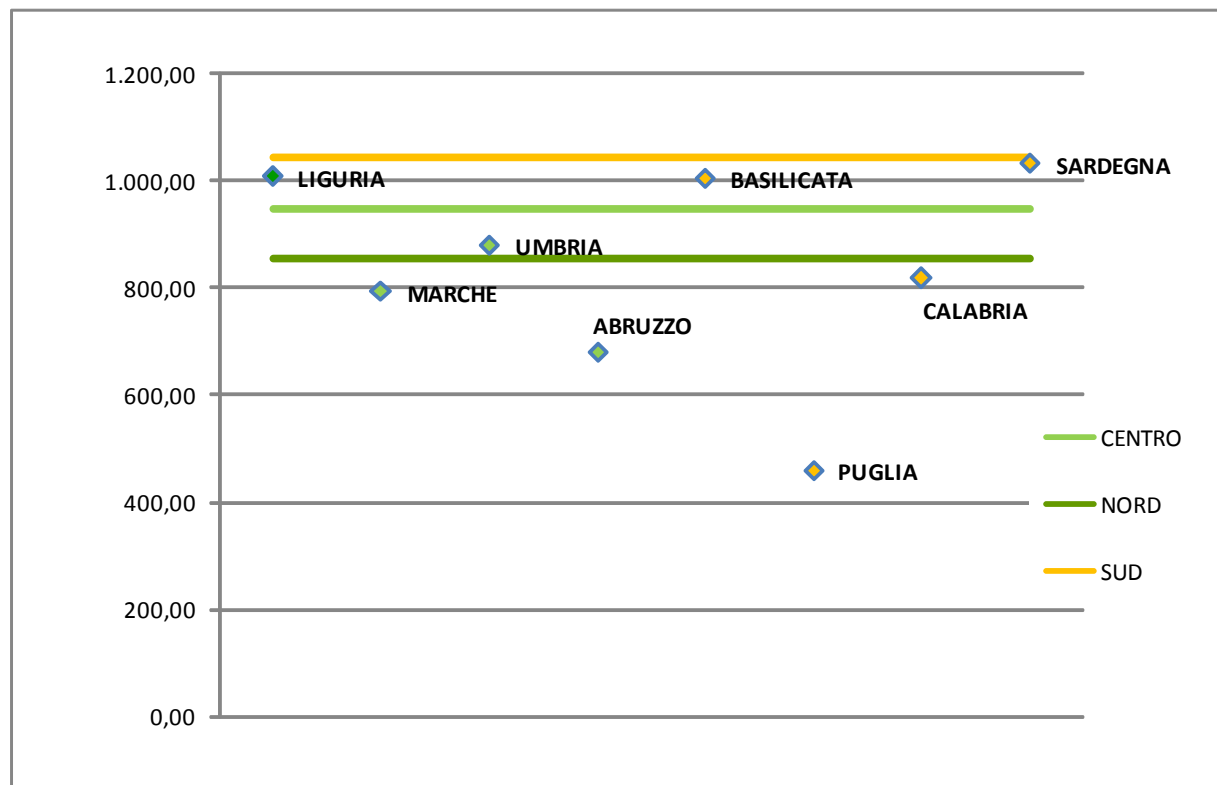 1.200,00
1.000,00
800,00
600,00
400,00
200,00
0,00
LIGURIA
BASILICATA
SARDEGNA
UMBRIA
MARCHE
CALABRIA
ABRUZZO
PUGLIA
CENTRO
NORD
SUD